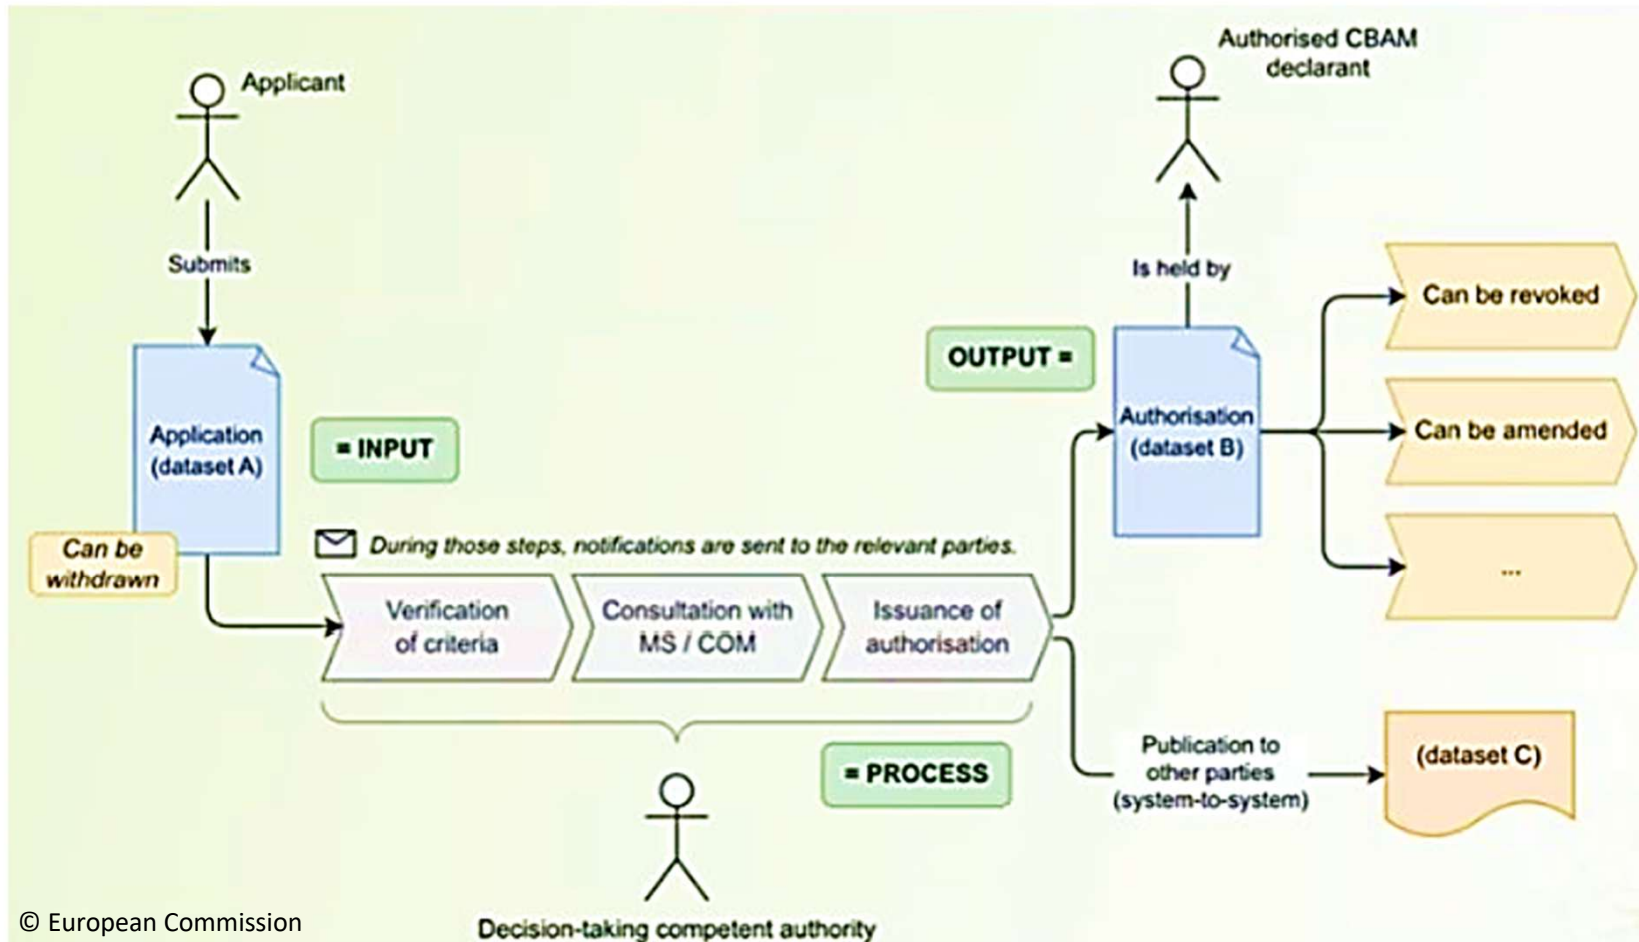 Applicant
Authorised CBAM
declarant
Submits
Is held by
Can be revoked
OUTPUT =
Application
(dataset A)
= INPUT
Authorisation
(dataset B)
Can be amended
Can be
withdrawn
During those steps, notifications are sent to the relevant parties.
...
Verification
of criteria
Consultation with
MS / COM
Issuance of
authorisation
= PROCESS
Publication to
other parties
(system-to-system)
(dataset C)
Decision-taking competent authority
© European Commission